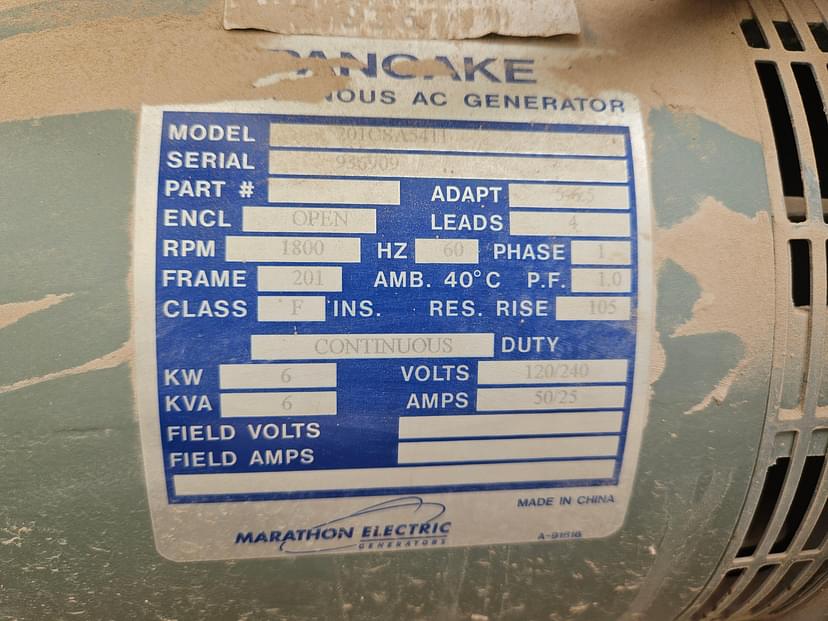 PANCAKE
NOUS AC GENERATOR
MODEL 201CSA5411
SERIAL 936909
PART # ADAPT
ENCL OPEN LEADS 4
RPM 1800 HZ 60 PHASE 1
FRAME 201 AMB. 40°C P.F. 1.0
CLASS F INS. RES. RISE 105
CONTINUOUS DUTY
KW 6 VOLTS 120/240
KVA 6 AMPS 50/25
FIELD VOLTS
FIELD AMPS
MADE IN CHINA
MARATHON ELECTRIC
GENERATORS